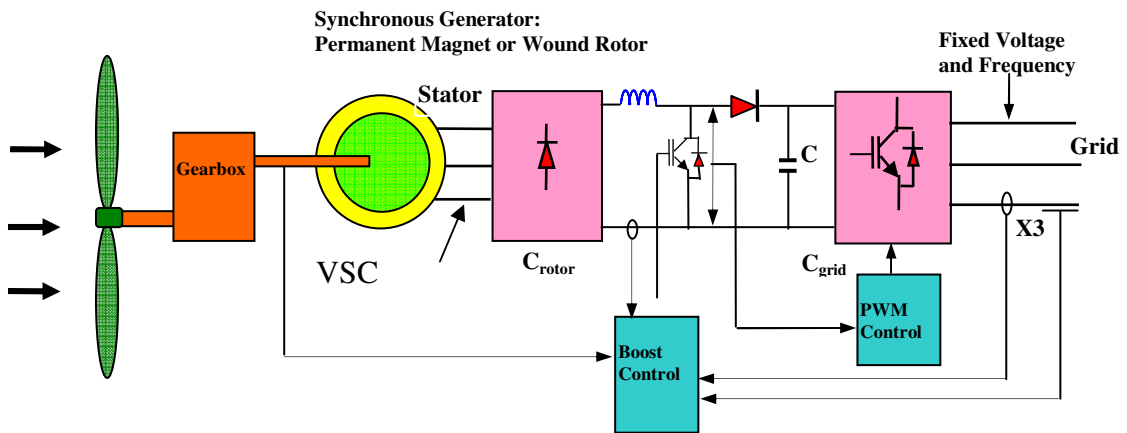 Synchronous Generator:
Permanent Magnet or Wound Rotor
Fixed Voltage
and Frequency
Stator
Gearbox
C
Grid
X3
VSC
Crotor
Cgrid
PWM
Control
Boost
Control